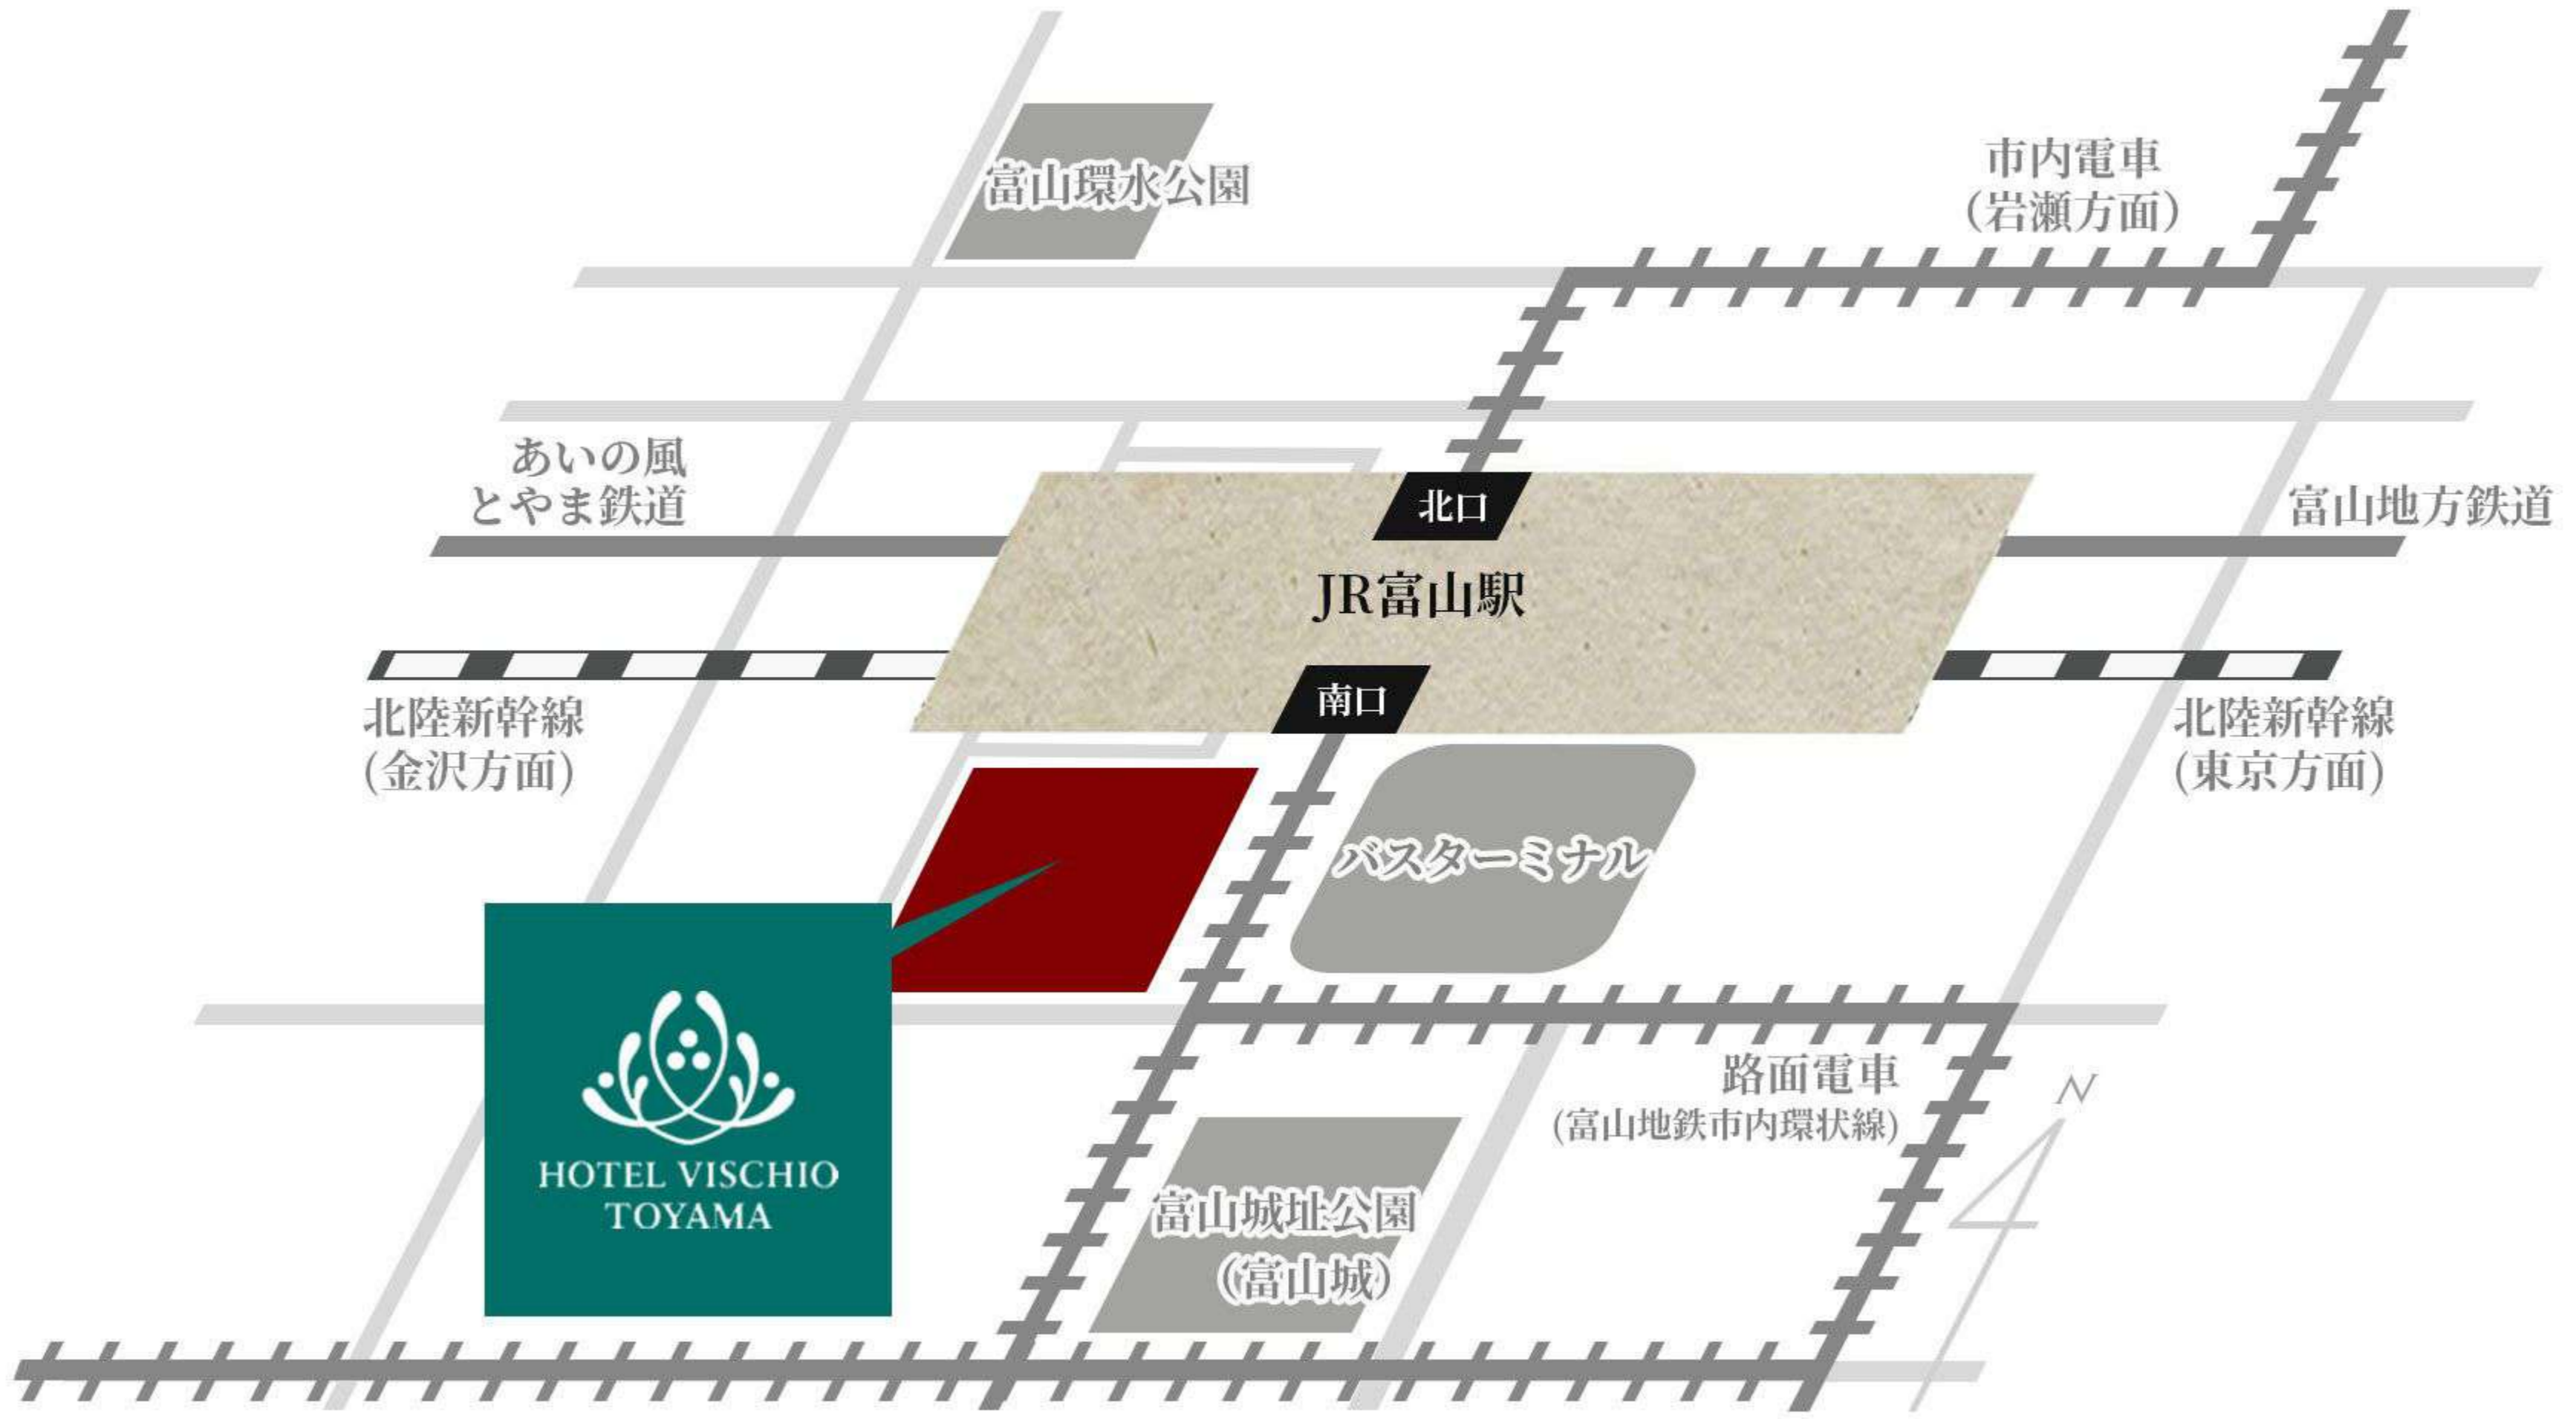 富山環水公園
市内電車
（岩瀬方面）
あいの風
とやま鉄道
北口
富山地方鉄道
JR富山駅
南口
北陸新幹線
(金沢方面)
北陸新幹線
(東京方面)
バスターミナル
路面電車
(富山地鉄市内環状線)
N
HOTEL VISCHIO
TOYAMA
富山城址公園
（富山城）